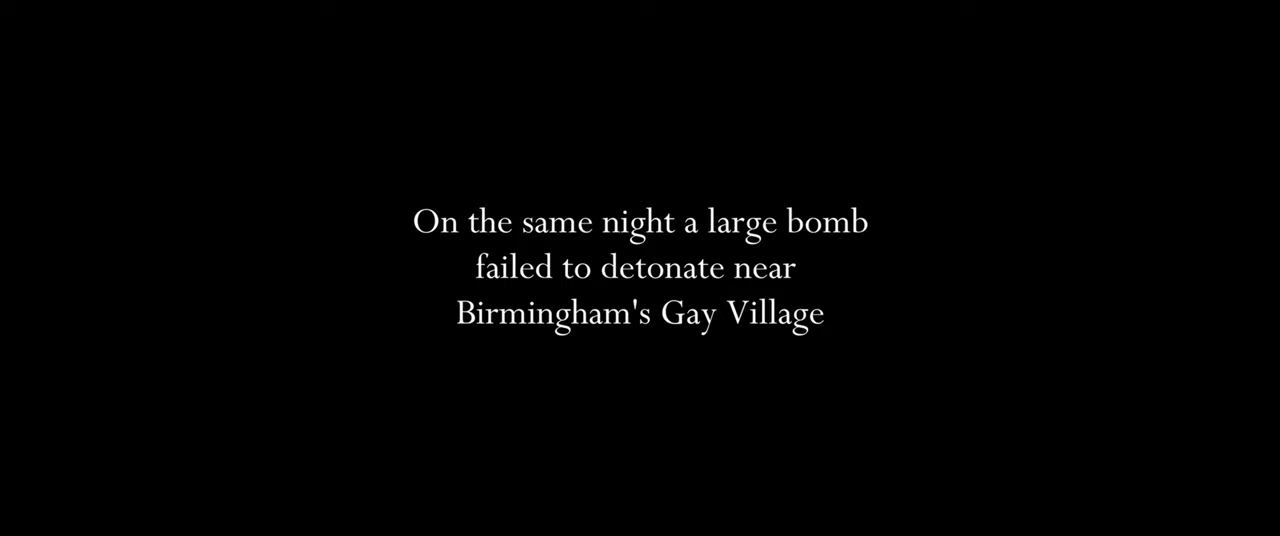 On the same night a large bomb
failed to detonate near
Birmingham's Gay Village